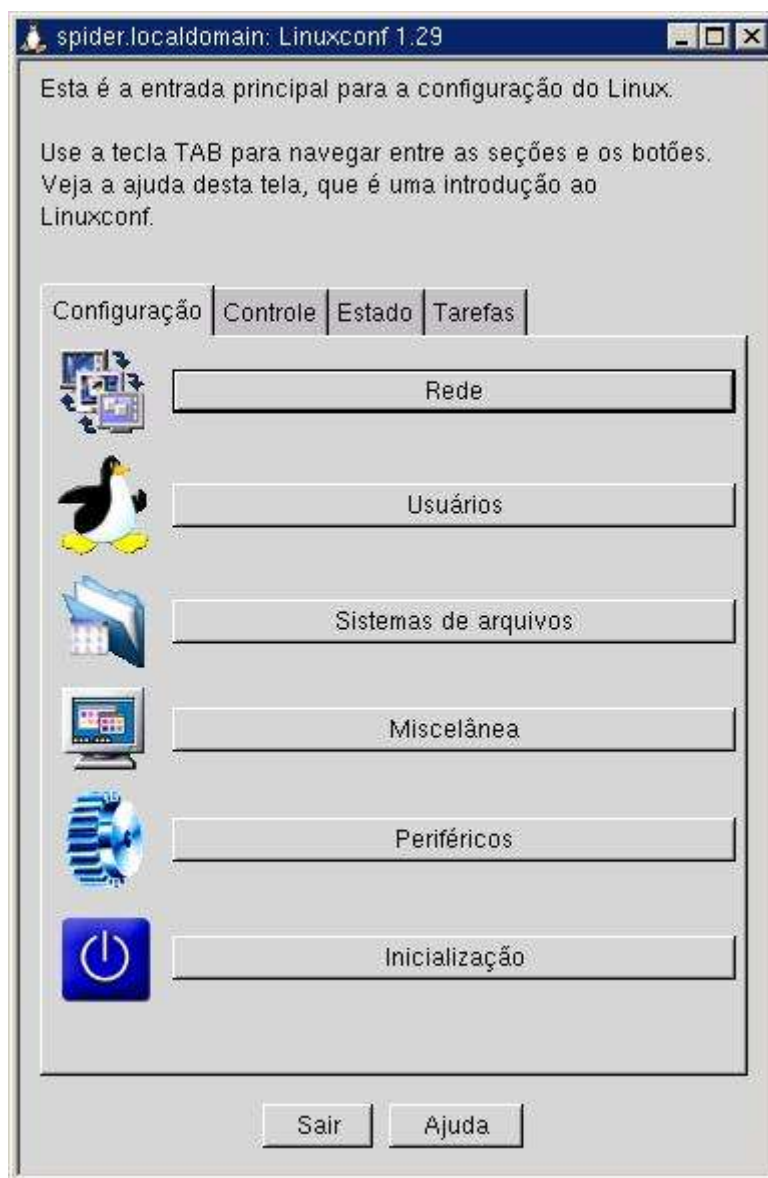 spider.localdomain: Linuxconf 1.29
Esta é a entrada principal para a configuração do Linux.
Use a tecla TAB para navegar entre as seções e os botões.
Veja a ajuda desta tela, que é uma introdução ao
Linuxconf.
Configuração Controle Estado Tarefas
Rede
Usuários
Sistemas de arquivos
Miscelânea
Periféricos
Inicialização
Sair Ajuda